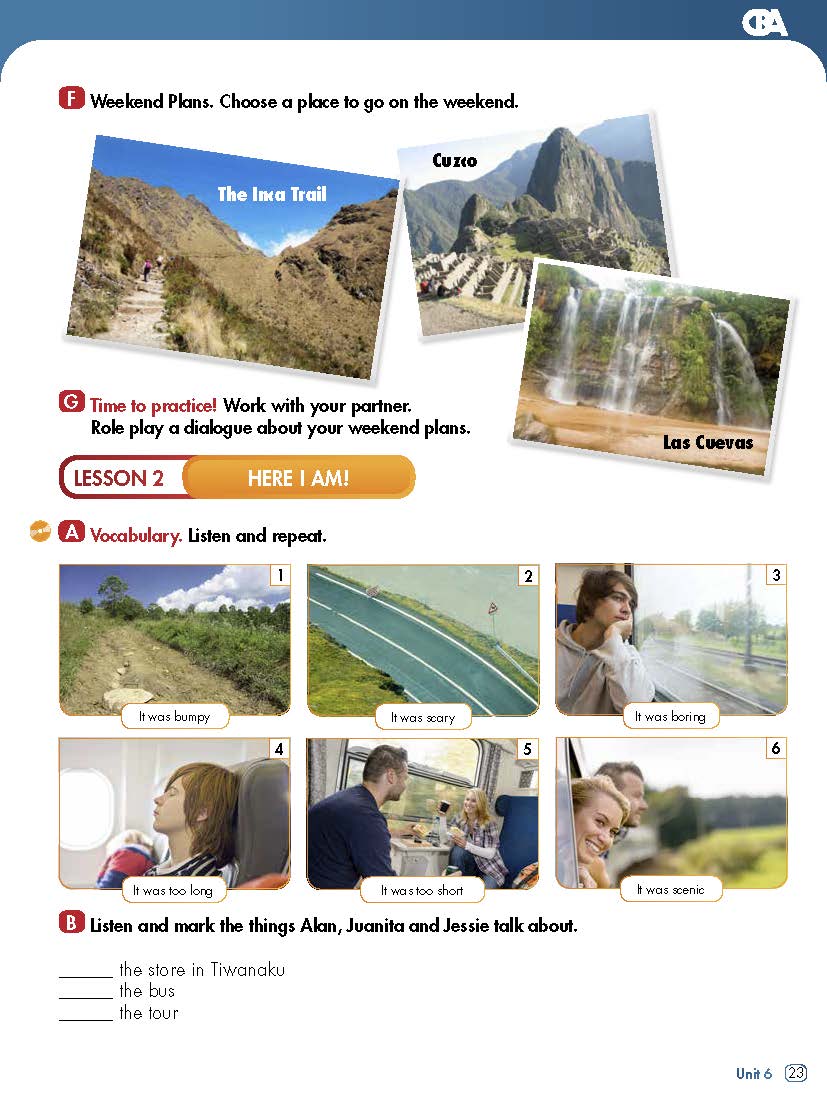 CBA
F Weekend Plans. Choose a place to go on the weekend.
The Inca Trail
Cuzco
Las Cuevas
G Time to practice! Work with your partner.
Role play a dialogue about your weekend plans.
LESSON 2 HERE I AM!
A Vocabulary. Listen and repeat.
1
It was bumpy
2
It was scary
3
It was boring
4
It was too long
5
It was too short
6
It was scenic
B Listen and mark the things Alan, Juanita and Jessie talk about.
______ the store in Tiwanaku
______ the bus
______ the tour
Unit 6 23